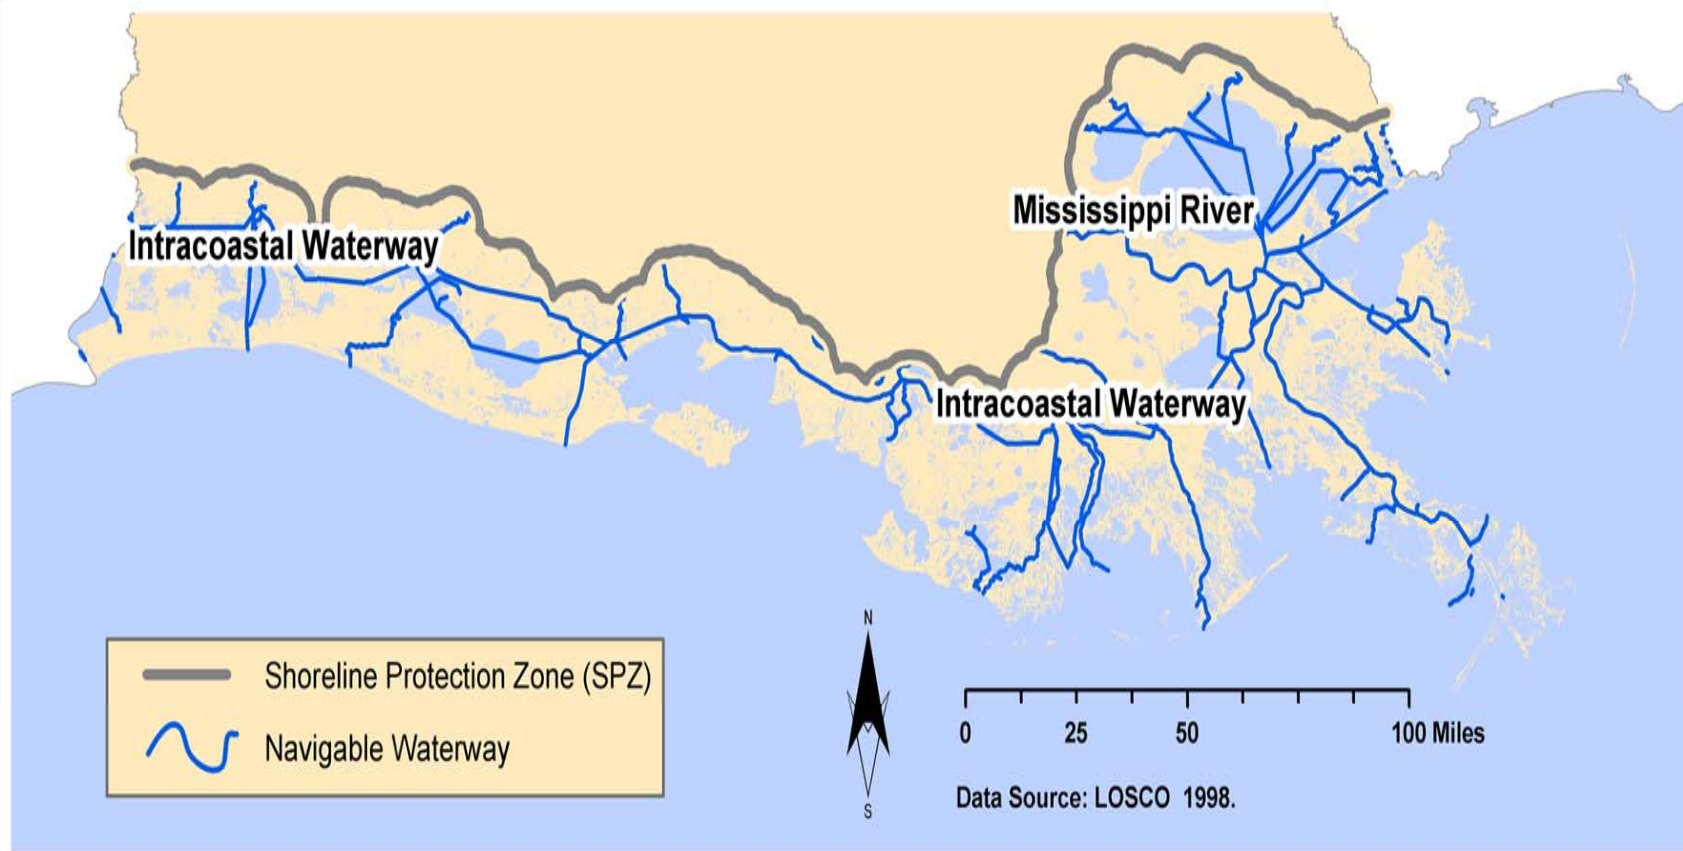 Mississippi River
Intracoastal Waterway
Intracoastal Waterway
Shoreline Protection Zone (SPZ)
Navigable Waterway
N
S
0 25 50 100 Miles
Data Source: LOSCO 1998.